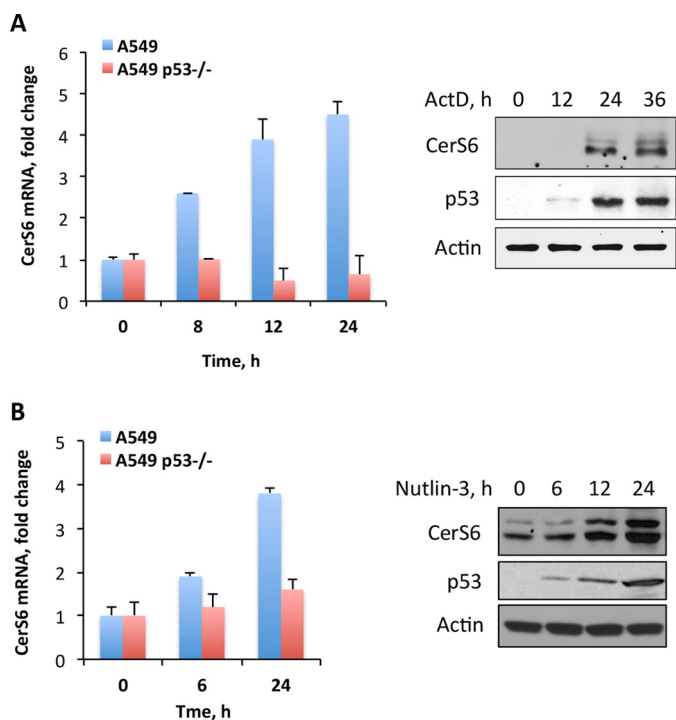 A
A549
A549 p53-/-
CerS6 mRNA, fold change
6
5
4
3
2
1
0
0 8 12 24
Time, h
ActD, h 0 12 24 36
CerS6
p53
Actin
B
A549
A549 p53-/-
CerS6 mRNA, fold change
5
4
3
2
1
0
0 6 24
Tme, h
Nutlin-3, h 0 6 12 24
CerS6
p53
Actin